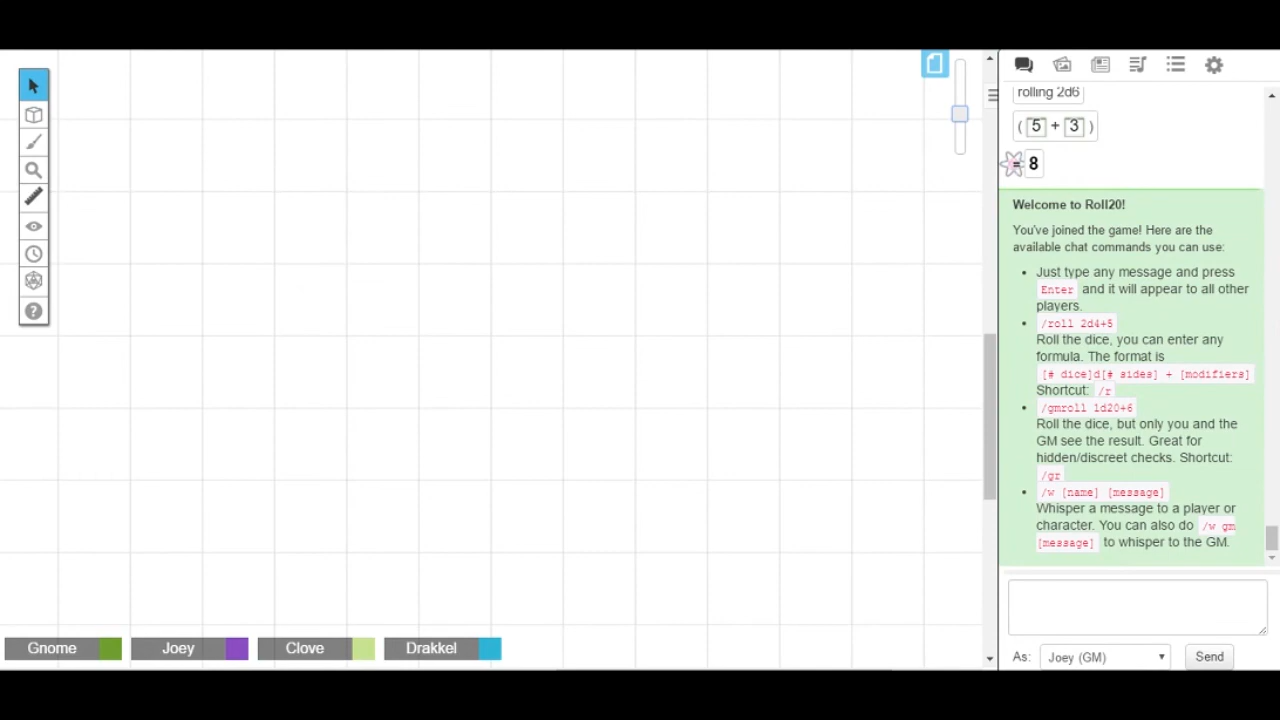 rolling 2d6
(5+3)
=8
Welcome to Roll20!
You've joined the game! Here are the
available chat commands you can use:
Just type any message and press
Enter and it will appear to all other
players.
/roll 2d4+5
Roll the dice, you can enter any
formula. The format is
[# dice]d[# sides] + [modifiers]
Shortcut: /r
/gmroll 1d20+6
Roll the dice, but only you and the
GM see the result. Great for
hidden/discreet checks. Shortcut:
/gr
/w [name] [message]
Whisper a message to a player or
character. You can also do /w gm
[message] to whisper to the GM.
Gnome
Joey
Clove
Drakkel
As: Joey (GM) Send